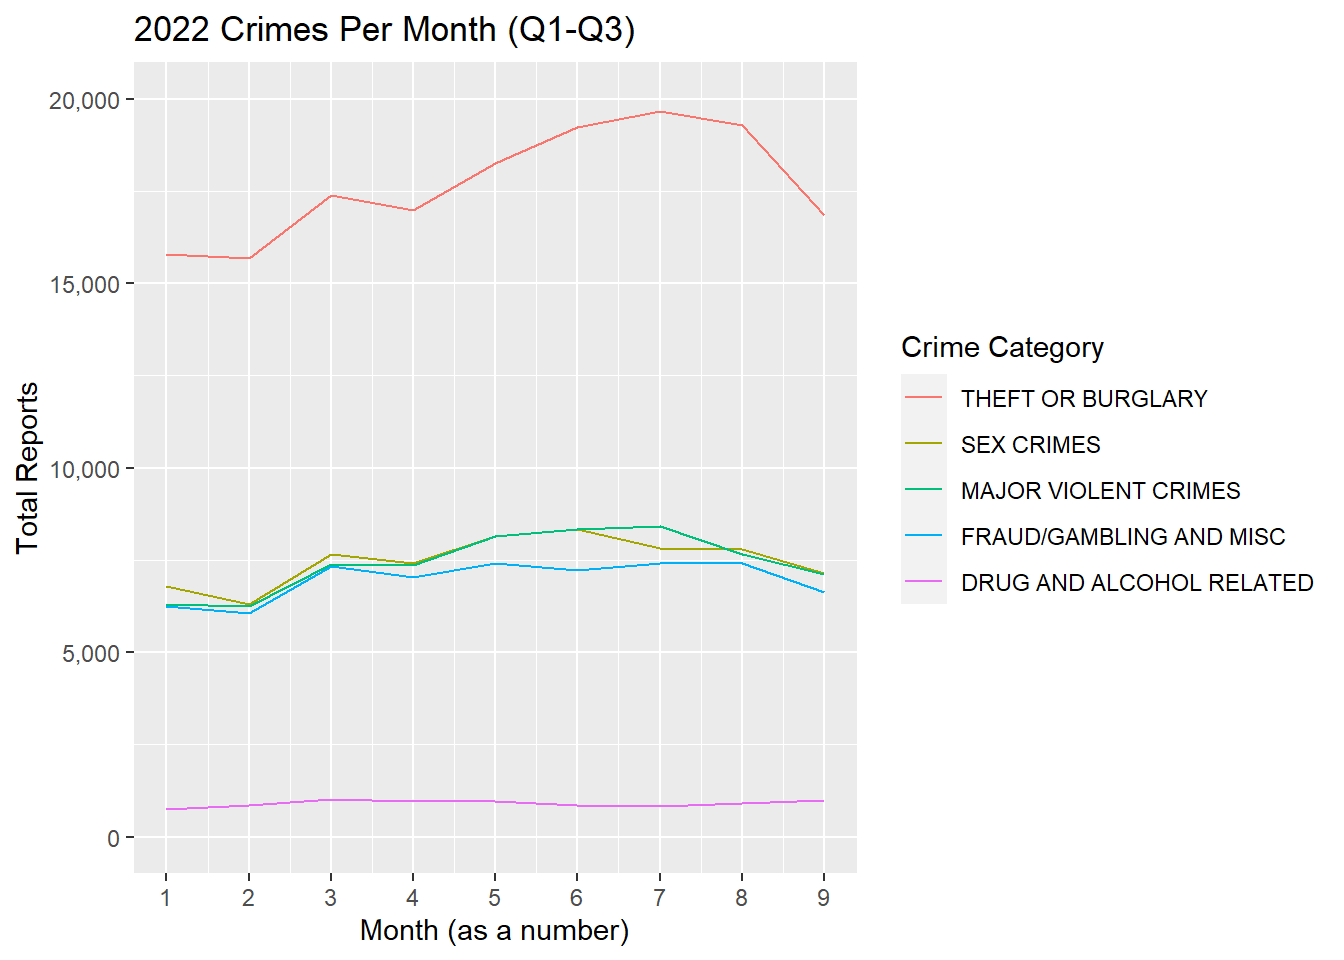 2022 Crimes Per Month (Q1-Q3)
20,000
15,000
10,000
5,000
0
Total Reports
1 2 3 4 5 6 7 8 9
Month (as a number)
Crime Category
THEFT OR BURGLARY
SEX CRIMES
MAJOR VIOLENT CRIMES
FRAUD/GAMBLING AND MISC
DRUG AND ALCOHOL RELATED